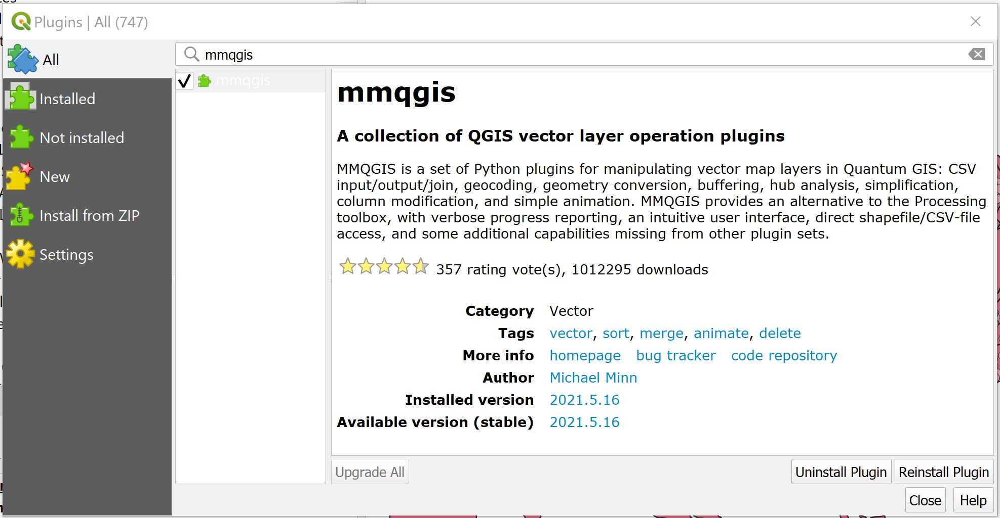 Plugins | All (747)
All
mmqgis
Installed
Not installed
New
Install from ZIP
Settings
mmqgis
mmqgis
A collection of QGIS vector layer operation plugins
MMQGIS is a set of Python plugins for manipulating vector map layers in Quantum GIS: CSV
input/output/join, geocoding, geometry conversion, buffering, hub analysis, simplification,
column modification, and simple animation. MMQGIS provides an alternative to the Processing
toolbox, with verbose progress reporting, an intuitive user interface, direct shapefile/CSV-file
access, and some additional capabilities missing from other plugin sets.
357 rating vote(s), 1012295 downloads
Category Vector
Tags vector, sort, merge, animate, delete
More info homepage bug tracker code repository
Author Michael Minn
Installed version 2021.5.16
Available version (stable) 2021.5.16
Upgrade All Uninstall Plugin Reinstall Plugin
Close Help